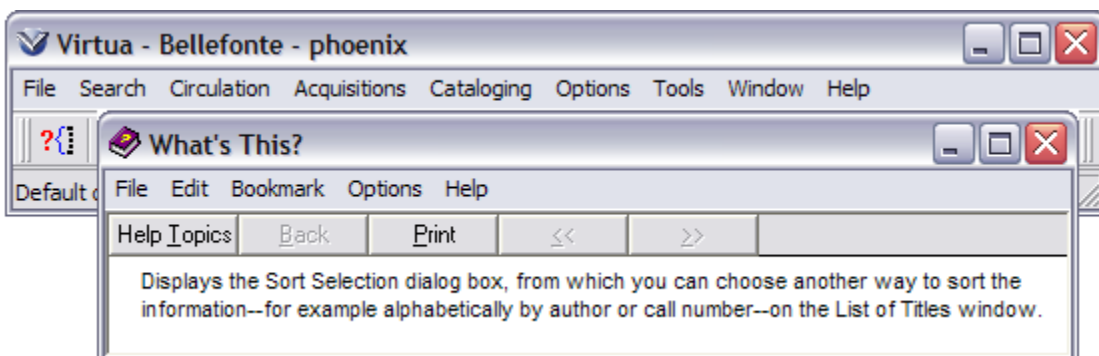 Virtua - Bellefonte - phoenix
File Search Circulation Acquisitions Cataloging Options Tools Window Help
?{
What's This?
Default
File Edit Bookmark Options Help
Help Topics Back Print << >>
Displays the Sort Selection dialog box, from which you can choose another way to sort the
information--for example alphabetically by author or call number--on the List of Titles window.